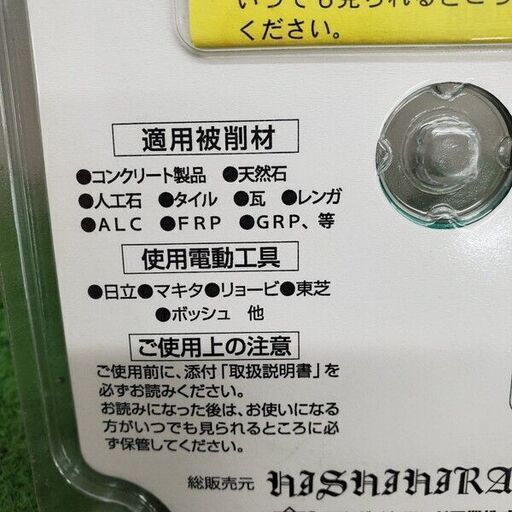 いつでも見られるところ
ください。
適用被削材
●コンクリート製品 ●天然石
●人工石 ●タイル ●瓦 ●レンガ
●ALC ●FRP ●GRP、等
使用電動工具
●日立●マキタ●リョービ●東芝
●ボッシュ 他
ご使用上の注意
ご使用前に、添付「取扱説明書」を
必ずお読みください。
お読みになった後は、お使いになる
方がいつでも見られるところに必
ず保管してください。
総販売元 HISHIHIRA